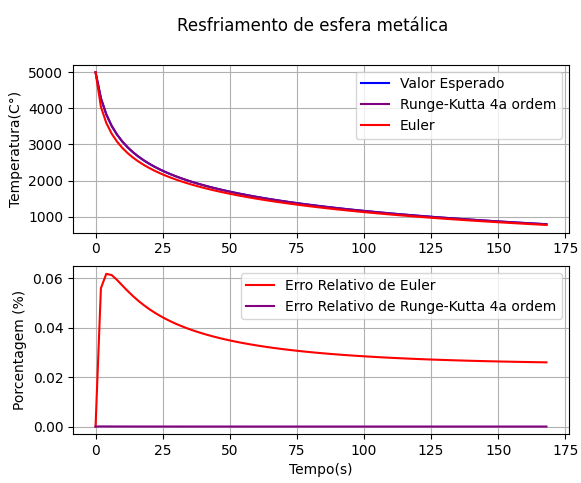 Resfriamento de esfera metálica
Temperatura(C°)
5000
4000
3000
2000
1000
Valor Esperado
Runge-Kutta 4a ordem
Euler
0 25 50 75 100 125 150 175
Porcentagem (%)
0.06
0.04
0.02
0.00
Erro Relativo de Euler
Erro Relativo de Runge-Kutta 4a ordem
0 25 50 75 100 125 150 175
Tempo(s)